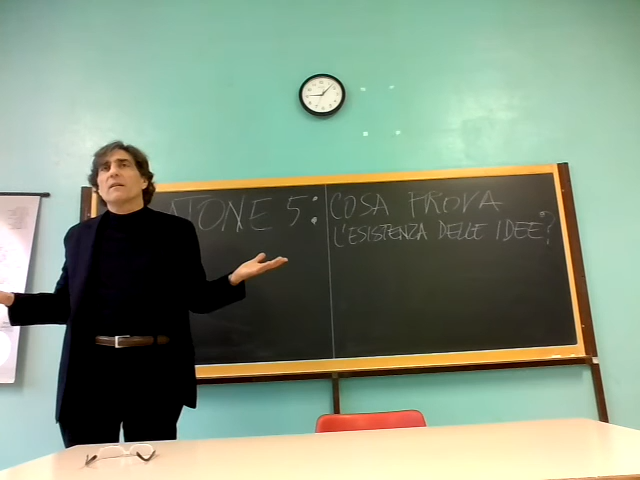 ATONE 5:
COSA PROVA
L'ESISTENZA DELLE IDEE?